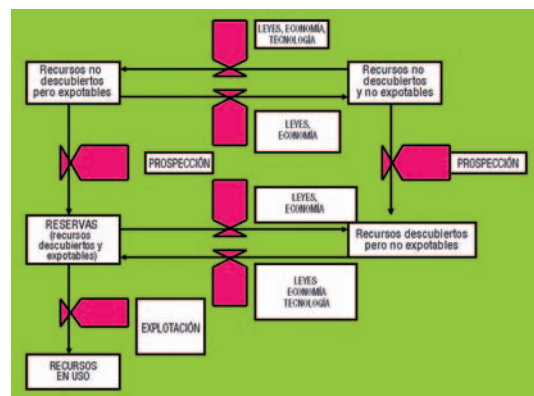 LEYES, ECONOMÍA,
TECNOLOGÍA
Recursos no
descubiertos
pero expotables
Recursos no
descubiertos
y no expotables
LEYES,
ECONOMÍA
PROSPECCIÓN
PROSPECCIÓN
LEYES,
ECONOMÍA
RESERVAS
(recursos
descubiertos y
expotables)
Recursos descubiertos
pero no expotables
LEYES
ECONOMÍA
TECNOLOGÍA
EXPLOTACIÓN
RECURSOS
EN USO